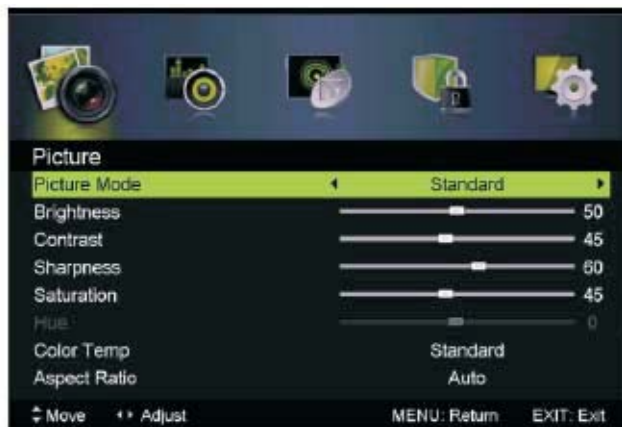 Picture
Picture Mode Standard
Brightness 50
Contrast 45
Sharpness 60
Saturation 45
Hue 0
Color Temp Standard
Aspect Ratio Auto
Move Adjust MENU: Return EXIT: Exit